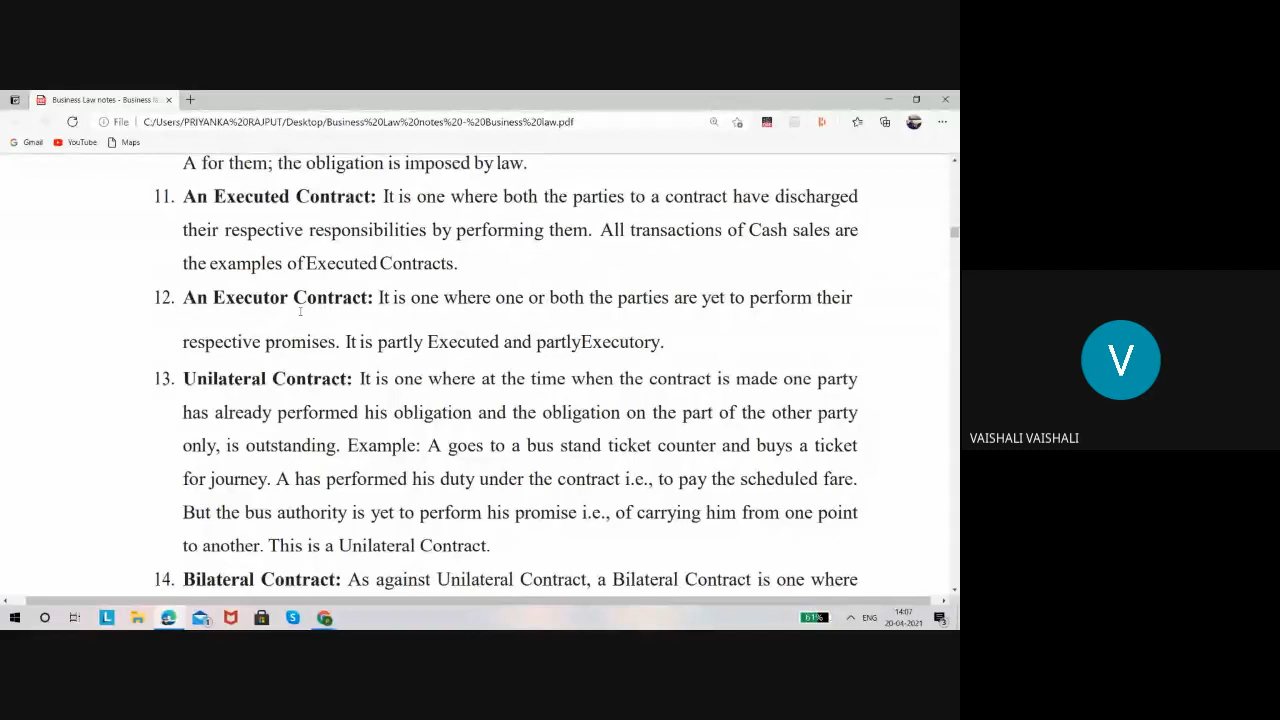 Business Law notes - Business
File
C:/Users/PRIYANKA%20RAJPUT/Desktop/Business%20Law%20notes%20-%20Business%20law.pdf
Gmail YouTube Maps
A for them; the obligation is imposed by law.
11. An Executed Contract: It is one where both the parties to a contract have discharged
their respective responsibilities by performing them. All transactions of Cash sales are
the examples of Executed Contracts.
12. An Executor Contract: It is one where one or both the parties are yet to perform their
respective promises. It is partly Executed and partlyExecutory.
13. Unilateral Contract: It is one where at the time when the contract is made one party
has already performed his obligation and the obligation on the part of the other party
only, is outstanding. Example: A goes to a bus stand ticket counter and buys a ticket
for journey. A has performed his duty under the contract i.e., to pay the scheduled fare.
But the bus authority is yet to perform his promise i.e., of carrying him from one point
to another. This is a Unilateral Contract.
14. Bilateral Contract: As against Unilateral Contract, a Bilateral Contract is one where
V
VAISHALI VAISHALI
61%
ENG
14:07
20-04-2021